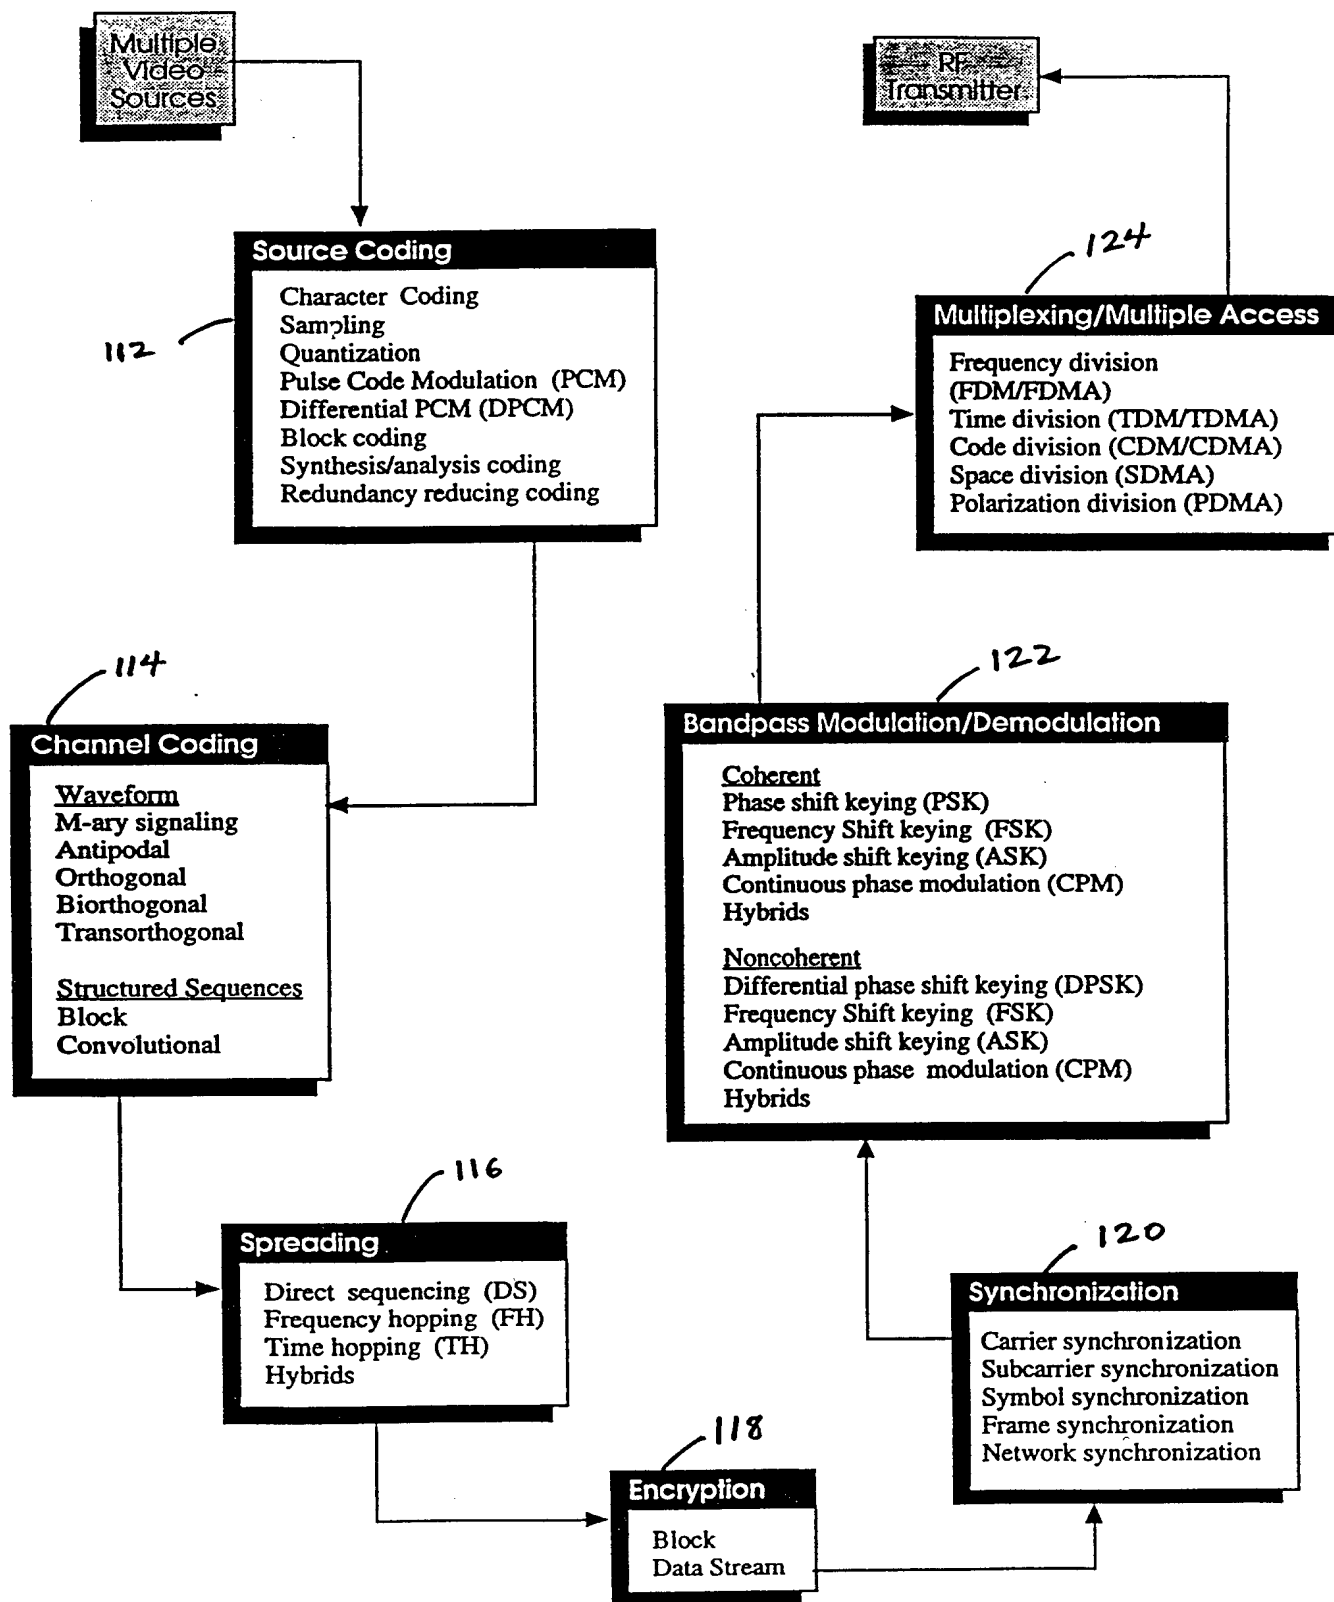 Multiple
Video
Sources
RF
Transmitter
Source Coding
Character Coding
Sampling
Quantization
Pulse Code Modulation (PCM)
Differential PCM (DPCM)
Block coding
Synthesis/analysis coding
Redundancy reducing coding
112
124
Multiplexing/Multiple Access
Frequency division
(FDM/FDMA)
Time division (TDM/TDMA)
Code division (CDM/CDMA)
Space division (SDMA)
Polarization division (PDMA)
114
Channel Coding
Waveform
M-ary signaling
Antipodal
Orthogonal
Biorthogonal
Transorthogonal
Structured Sequences
Block
Convolutional
122
Bandpass Modulation/Demodulation
Coherent
Phase shift keying (PSK)
Frequency Shift keying (FSK)
Amplitude shift keying (ASK)
Continuous phase modulation (CPM)
Hybrids
Noncoherent
Differential phase shift keying (DPSK)
Frequency Shift keying (FSK)
Amplitude shift keying (ASK)
Continuous phase modulation (CPM)
Hybrids
116
Spreading
Direct sequencing (DS)
Frequency hopping (FH)
Time hopping (TH)
Hybrids
118
Encryption
Block
Data Stream
120
Synchronization
Carrier synchronization
Subcarrier synchronization
Symbol synchronization
Frame synchronization
Network synchronization